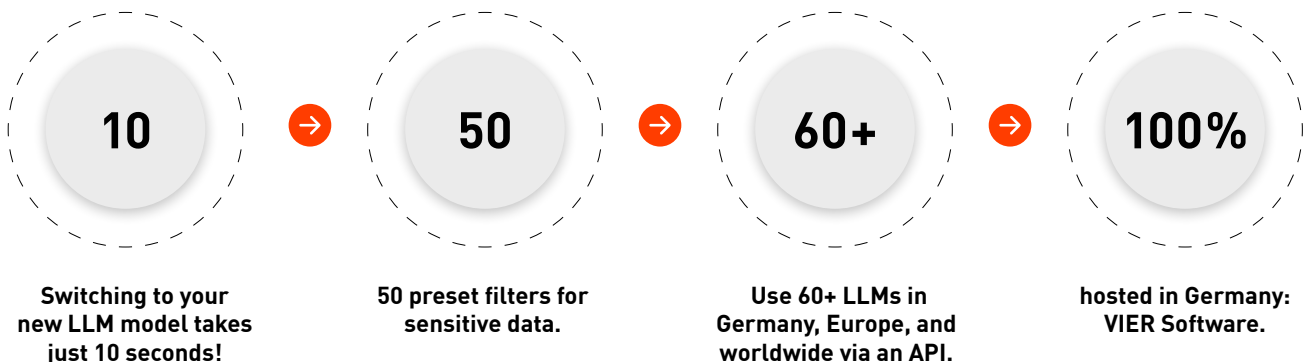 10
50
60+
100%
Switching to your
new LLM model takes
just 10 seconds!
50 preset filters for
sensitive data.
Use 60+ LLMs in
Germany, Europe, and
worldwide via an API.
hosted in Germany:
VIER Software.